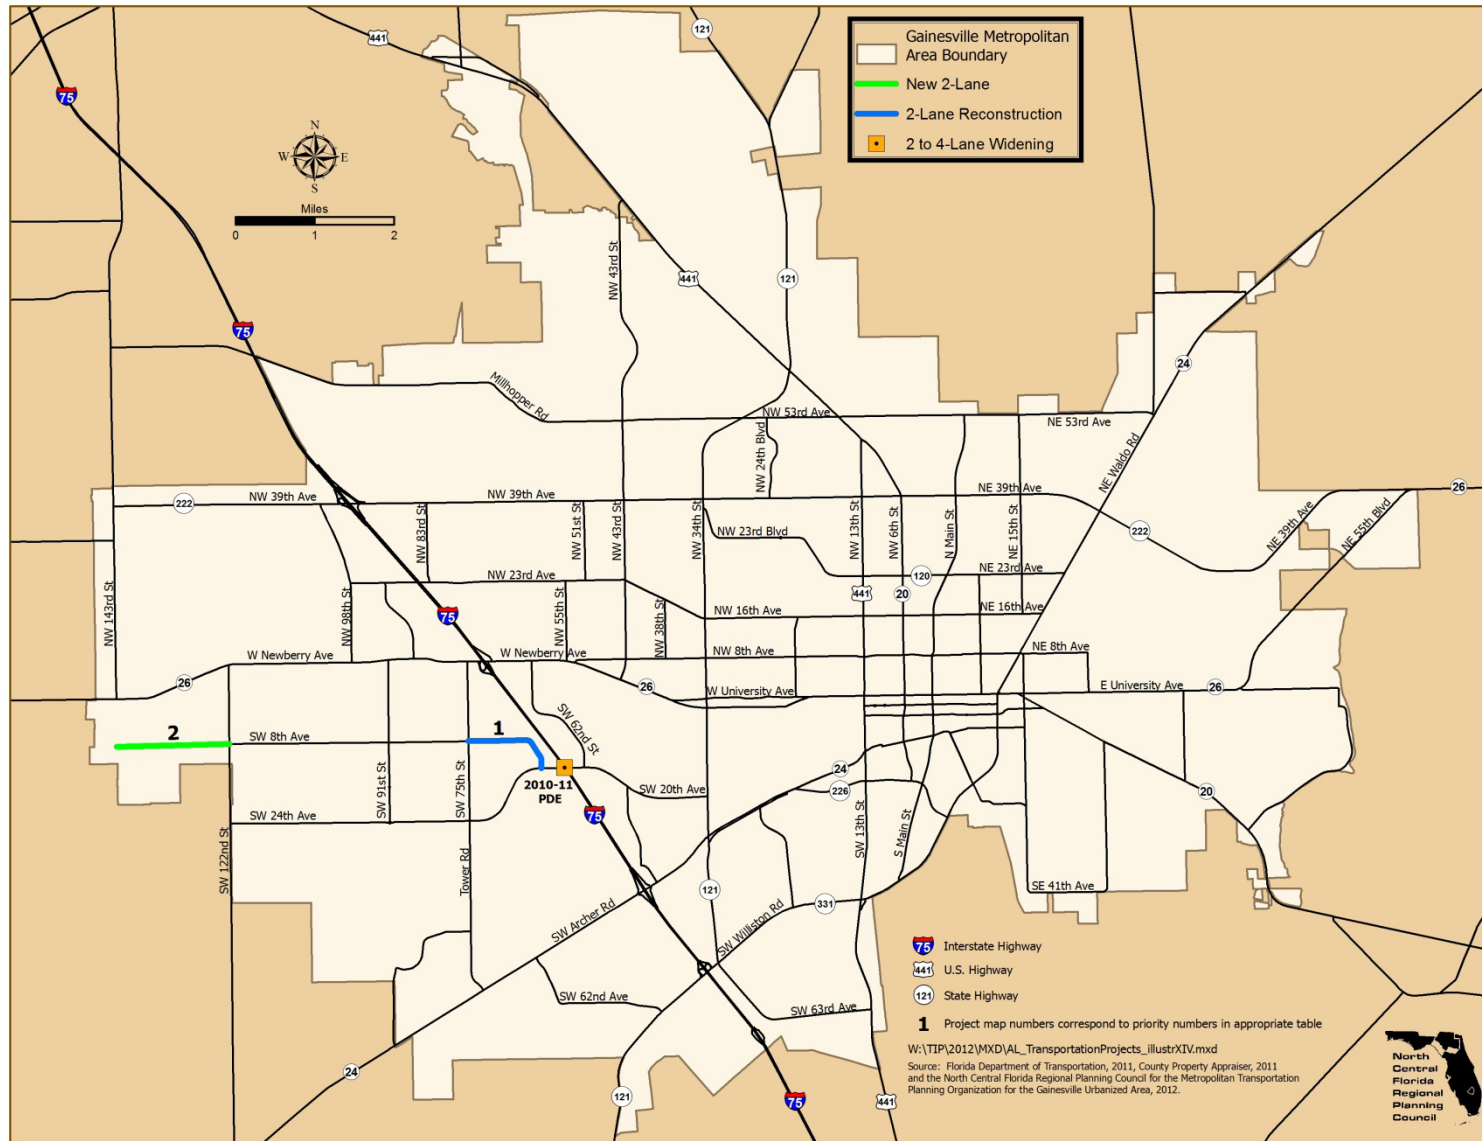 Gainesville Metropolitan
Area Boundary
New 2-Lane
2-Lane Reconstruction
2 to 4-Lane Widening
441
121
75
N
W E
S
Miles
0 1 2
75
NW 43rd St
441
121
24
Millhopper Rd
NW 53rd Ave
NE 53rd Ave
NW 24th Blvd
NE Waldo Rd
222
NW 39th Ave
NW 39th Ave
NE 39th Ave
26
NW 83rd St
NW 51st St
NW 43rd St
NW 34th St
NW 23rd Blvd
NW 13th St
NW 6th St
N Main St
NE 15th St
222
NE 39th Ave
NE 55th Blvd
NW 143rd St
NW 98th St
NW 23rd Ave
120
NE 23rd Ave
75
NW 55th St
NW 38th St
NW 16th Ave
441
20
NE 16th Ave
W Newberry Ave
W Newberry Ave
NW 8th Ave
NE 8th Ave
26
26
26
W University Ave
E University Ave
26
2
SW 8th Ave
1
SW 62nd St
2010-11
PDE
SW 91st St
SW 75th St
SW 20th Ave
24
226
20
SW 24th Ave
75
SW 122nd St
Tower Rd
SW 13th St
S Main St
121
SE 41th Ave
331
SW Archer Rd
SW Williston Rd
SW 62nd Ave
SW 63rd Ave
24
121
75
441
75 Interstate Highway
441 U.S. Highway
121 State Highway
1 Project map numbers correspond to priority numbers in appropriate table
W:\TIP\2012\MXD\AL_TransportationProjects_illustrXIV.mxd
Source: Florida Department of Transportation, 2011, County Property Appraiser, 2011
and the North Central Florida Regional Planning Council for the Metropolitan Transportation
Planning Organization for the Gainesville Urbanized Area, 2012.
North
Central
Florida
Regional
Planning
Council